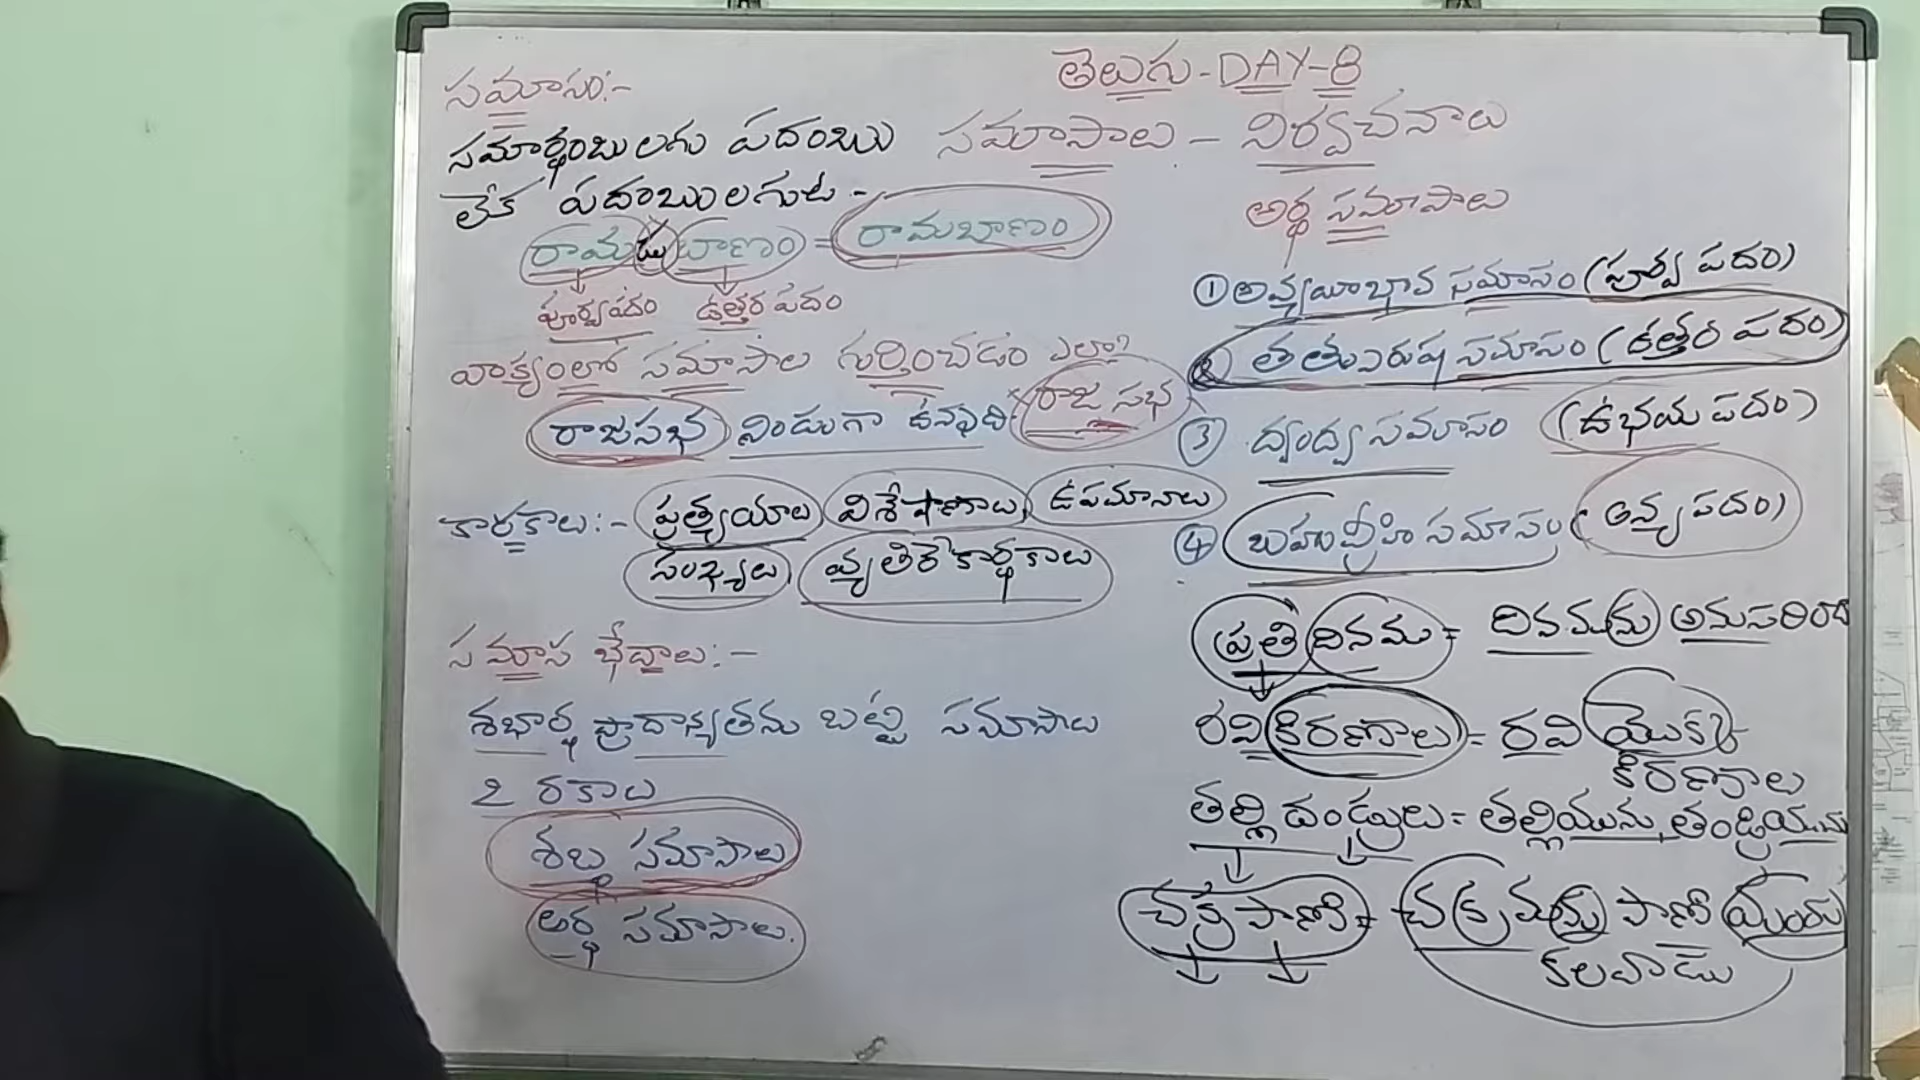 తెలుగు-DAY-8
సమాసాలు - నిర్వచనాలు
సమాసం:-
సమార్థంబులగు పదంబు
లేక పదాబులగుట -
రాముడు బాణం = రామబాణం
పూర్వపదం ఉత్తర పదం
వాక్యంలో సమాసాల గుర్తించడం ఎల్లా?
రాజసభ నిండుగా ఉన్నది. × రాజ సభ
కారకాలు:- ప్రత్యయాలు విశేషాణాలు, ఉపమానాలు
సంఖ్యలు, వ్యతిరేకార్థకాలు
సమాస భేదాలు:-
శబార్థ ప్రాదాన్యతను బట్టి సమాసాలు
2 రకాలు
శబ్ద సమాసాలు
అర్థ సమాసాలు.
అర్థ సమాసాలు
① అవ్యయీభావ సమాసం (పూర్వ పదం)
② తత్పురుష సమాసం (ఉత్తర పదం)
③ ద్వంద్వ సమాసం (ఉభయ పదం)
④ బహువ్రీహి సమాసం (అన్య పదం)
ప్రతి దినము = దినమును అనుసరించి
రవి కిరణాలు = రవి యొక్క
కిరణాలు
తల్లి దండ్రులు = తల్లియును, తండ్రియును
చక్రపాణి = చక్రమును పాణి యందు
కలవాడు